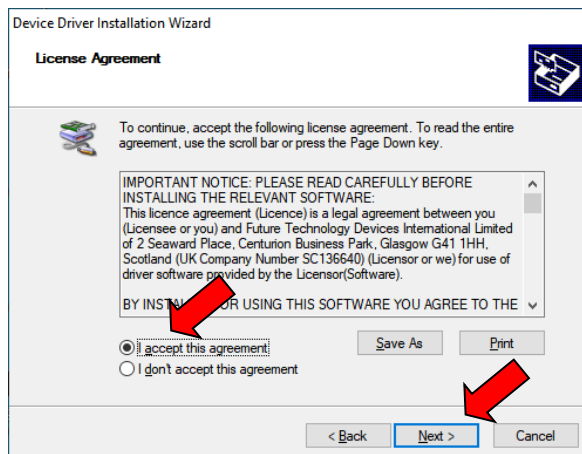 Device Driver Installation Wizard
License Agreement
To continue, accept the following license agreement. To read the entire
agreement, use the scroll bar or press the Page Down key.
IMPORTANT NOTICE: PLEASE READ CAREFULLY BEFORE
INSTALLING THE RELEVANT SOFTWARE:
This licence agreement (Licence) is a legal agreement between you
(Licensee or you) and Future Technology Devices International Limited
of 2 Seaward Place, Centurion Business Park, Glasgow G41 1HH,
Scotland (UK Company Number SC136640) (Licensor or we) for use of
driver software provided by the Licensor(Software).
BY OR USING THIS SOFTWARE YOU AGREE TO THE
I accept this agreement
Save As
Print
I don't accept this agreement
< Back
Next >
Cancel